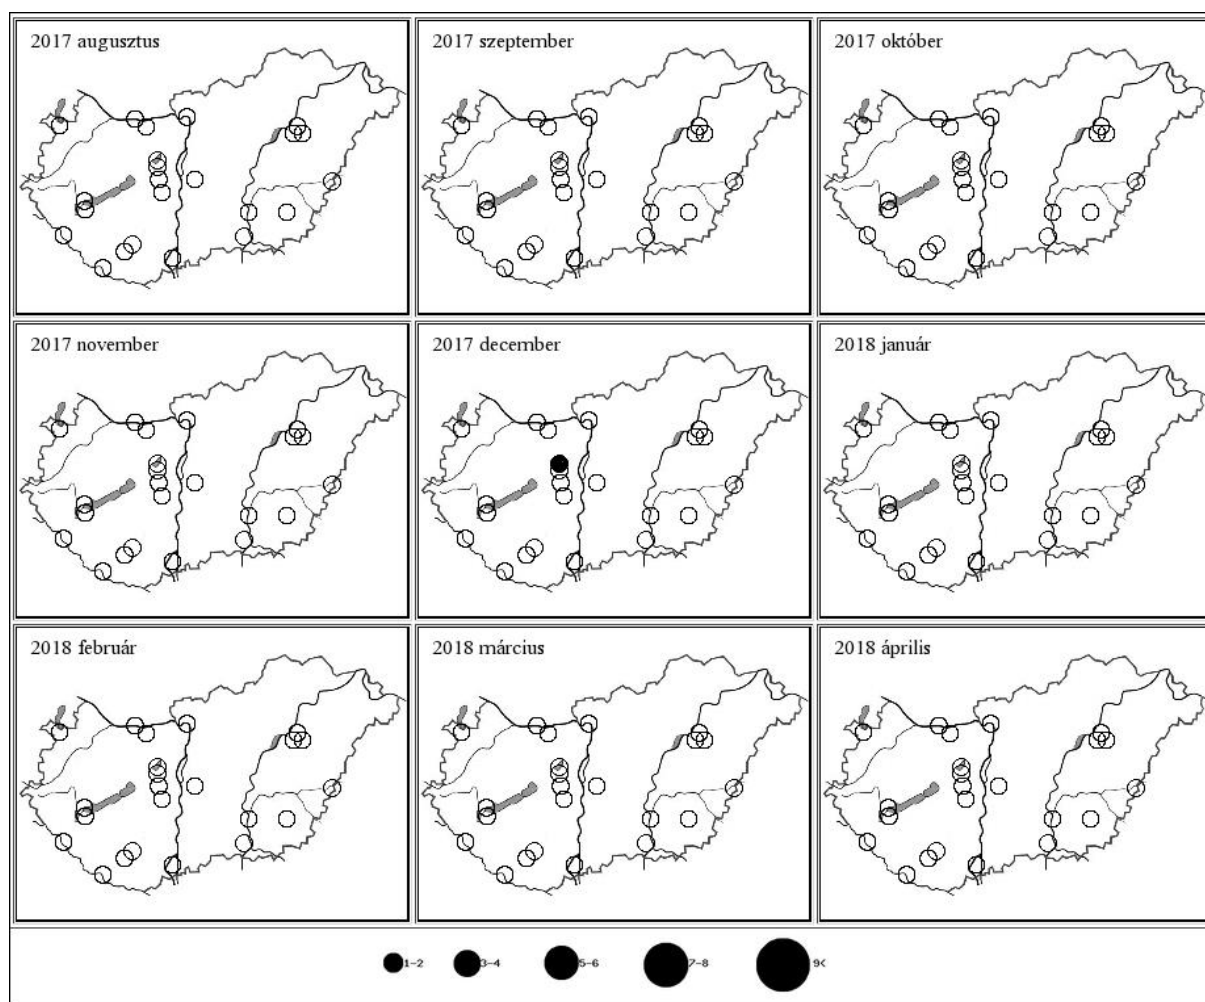 2017 augusztus
2017 szeptember
2017 október
2017 november
2017 december
2018 január
2018 február
2018 március
2018 április
1-2
3-4
5-6
7-8
9<